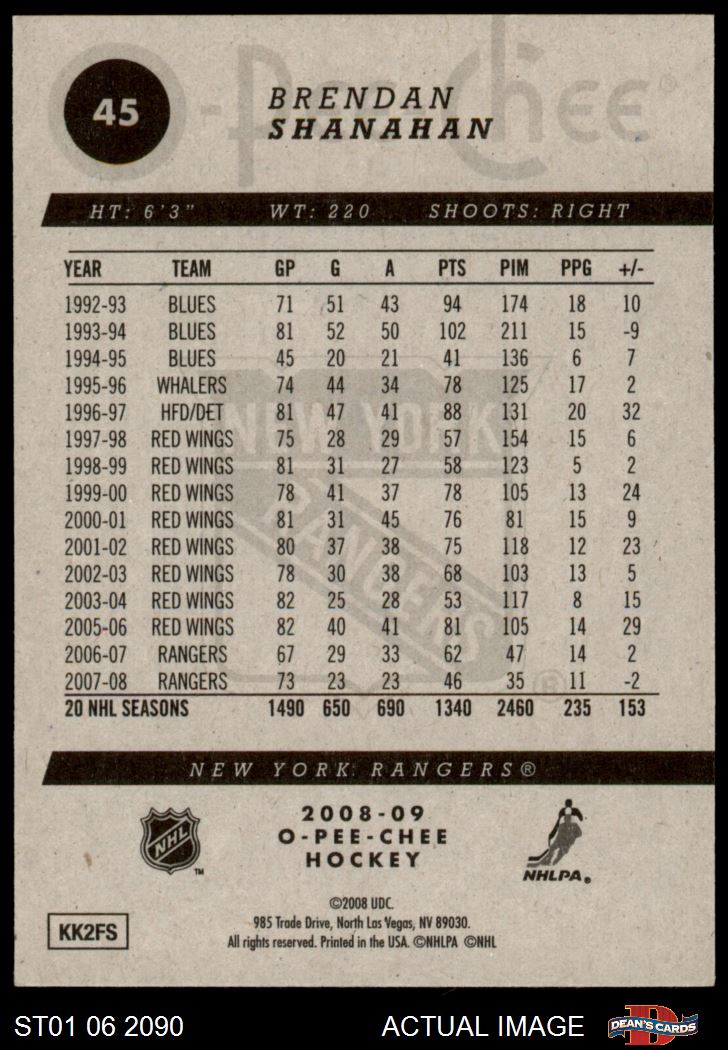 O-Pee-Chee®
45
BRENDAN
SHANAHAN
HT: 6'3" WT: 220 SHOOTS: RIGHT
YEAR TEAM GP G A PTS PIM PPG +/-
1992-93 BLUES 71 51 43 94 174 18 10
1993-94 BLUES 81 52 50 102 211 15 -9
1994-95 BLUES 45 20 21 41 136 6 7
1995-96 WHALERS 74 44 34 78 125 17 2
1996-97 HFD/DET 81 47 41 88 131 20 32
1997-98 RED WINGS 75 28 29 57 154 15 6
1998-99 RED WINGS 81 31 27 58 123 5 2
1999-00 RED WINGS 78 41 37 78 105 13 24
2000-01 RED WINGS 81 31 45 76 81 15 9
2001-02 RED WINGS 80 37 38 75 118 12 23
2002-03 RED WINGS 78 30 38 68 103 13 5
2003-04 RED WINGS 82 25 28 53 117 8 15
2005-06 RED WINGS 82 40 41 81 105 14 29
2006-07 RANGERS 67 29 33 62 47 14 2
2007-08 RANGERS 73 23 23 46 35 11 -2
20 NHL SEASONS 1490 650 690 1340 2460 235 153
NEW YORK
RANGERS
®
NEW YORK RANGERS®
2008-09
O-PEE-CHEE
HOCKEY
NHL
TM
NHLPA®
©2008 UDC.
985 Trade Drive, North Las Vegas, NV 89030.
All rights reserved. Printed in the USA. ©NHLPA ©NHL
KK2FS
ST01 06 2090 ACTUAL IMAGE
D
DEAN'S CARDS